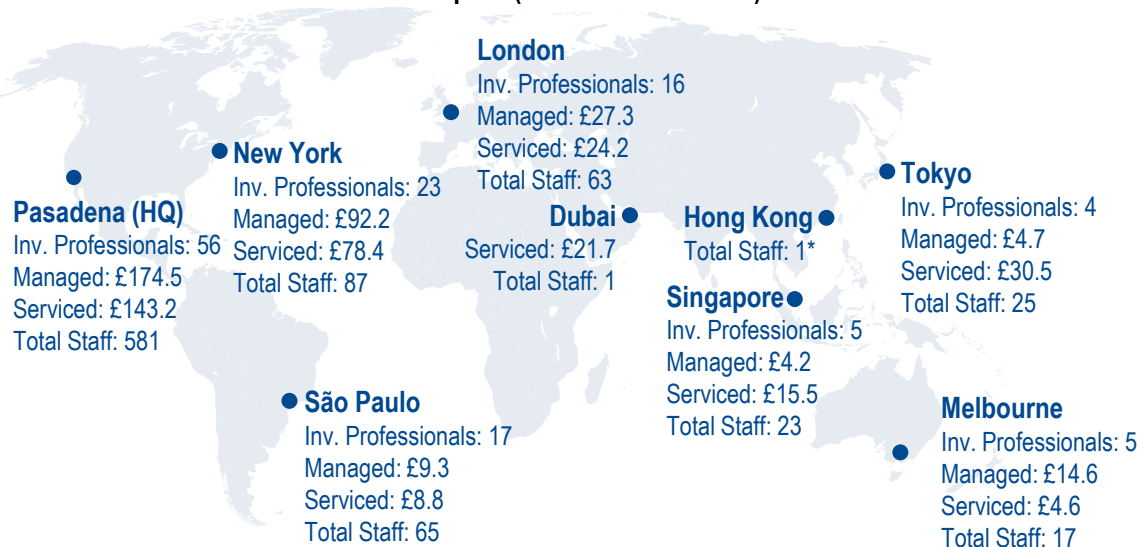 London
Inv. Professionals: 16
Managed: £27.3
Serviced: £24.2
Total Staff: 63
New York
Inv. Professionals: 23
Managed: £92.2
Serviced: £78.4
Total Staff: 87
Pasadena (HQ)
Inv. Professionals: 56
Managed: £174.5
Serviced: £143.2
Total Staff: 581
Dubai
Serviced: £21.7
Total Staff: 1
Hong Kong
Total Staff: 1*
Tokyo
Inv. Professionals: 4
Managed: £4.7
Serviced: £30.5
Total Staff: 25
Singapore
Inv. Professionals: 5
Managed: £4.2
Serviced: £15.5
Total Staff: 23
São Paulo
Inv. Professionals: 17
Managed: £9.3
Serviced: £8.8
Total Staff: 65
Melbourne
Inv. Professionals: 5
Managed: £14.6
Serviced: £4.6
Total Staff: 17